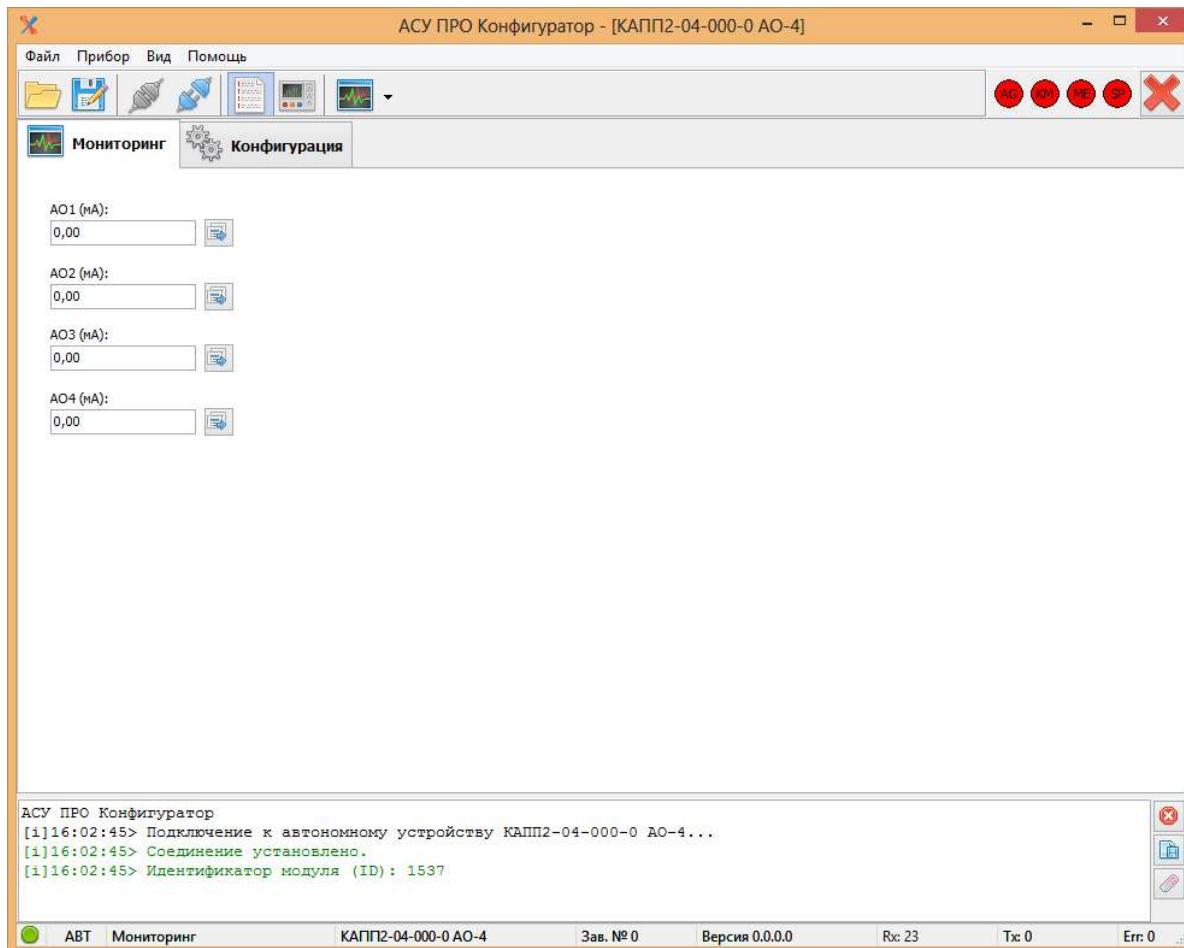 АСУ ПРО Конфигуратор - [КАПП2-04-000-0 АО-4]
Файл Прибор Вид Помощь
AG KM ME SP
Мониторинг Конфигурация
АО1 (мА):
0,00
АО2 (мА):
0,00
АО3 (мА):
0,00
АО4 (мА):
0,00
АСУ ПРО Конфигуратор
[i]16:02:45> Подключение к автономному устройству КАПП2-04-000-0 АО-4...
[i]16:02:45> Соединение установлено.
[i]16:02:45> Идентификатор модуля (ID): 1537
АВТ Мониторинг КАПП2-04-000-0 АО-4 Зав. № 0 Версия 0.0.0.0 Rx: 23 Tx: 0 Err: 0